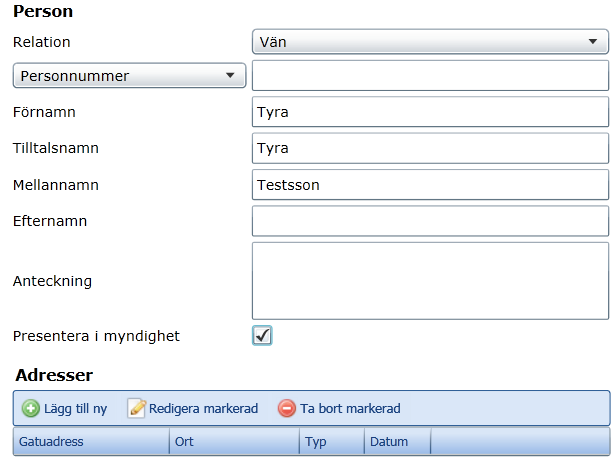 Person
Relation Vän
Personnummer
Förnamn Tyra
Tilltalsnamn Tyra
Mellannamn Testsson
Efternamn
Anteckning
Presentera i myndighet
Adresser
Lägg till ny Redigera markerad Ta bort markerad
Gatuadress Ort Typ Datum